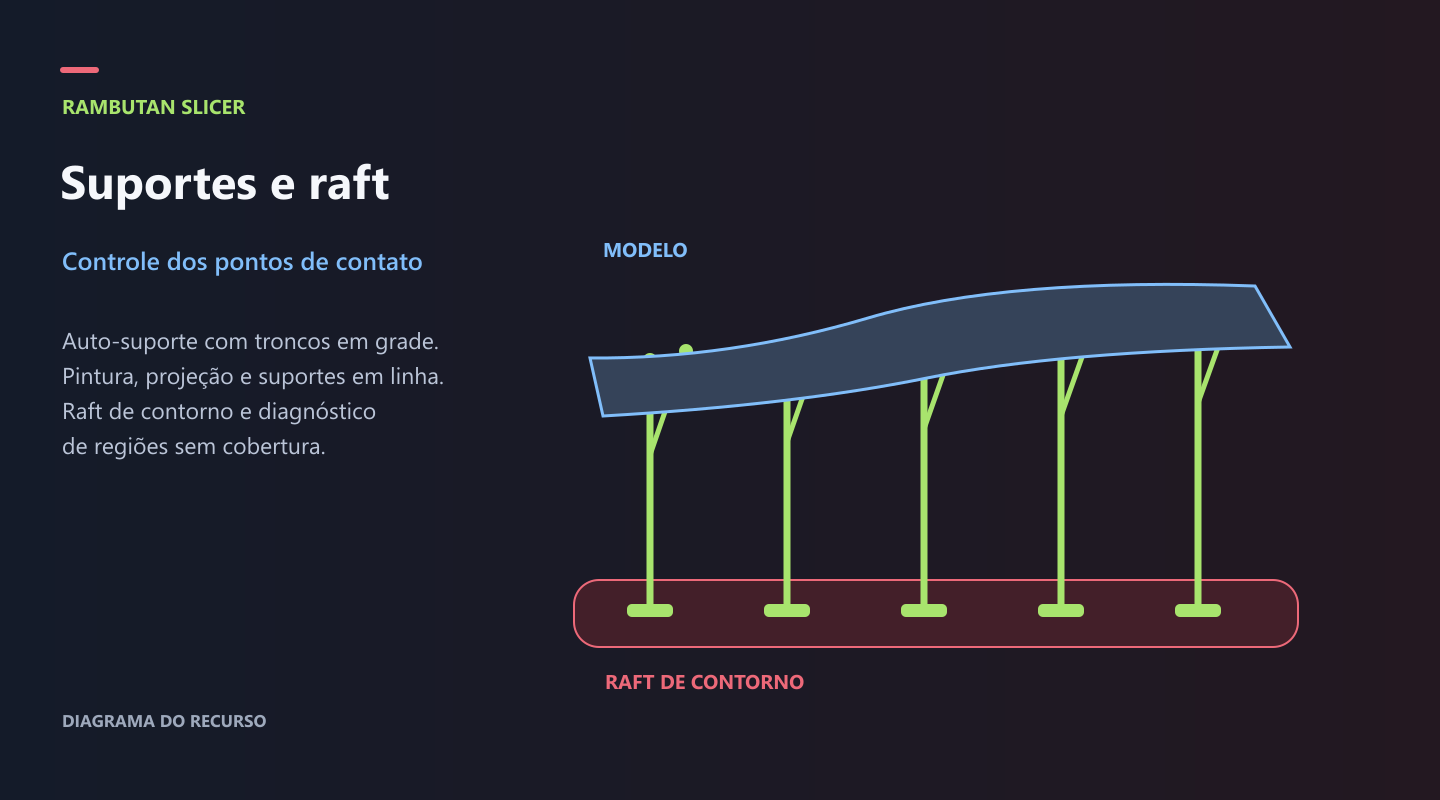 RAMBUTAN SLICER
Suportes e raft
Controle dos pontos de contato
Auto-suporte com troncos em grade.
Pintura, projeção e suportes em linha.
Raft de contorno e diagnóstico
de regiões sem cobertura.
MODELO
RAFT DE CONTORNO
DIAGRAMA DO RECURSO